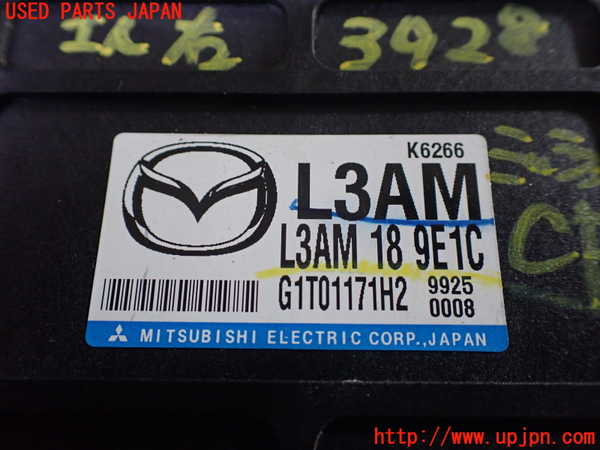 USED PARTS JAPAN
3928
K6266
L3AM
L3AM 18 9E1C
G1T01171H2 9925
0008
MITSUBISHI ELECTRIC CORP.,JAPAN
http://www.upjpn.com/